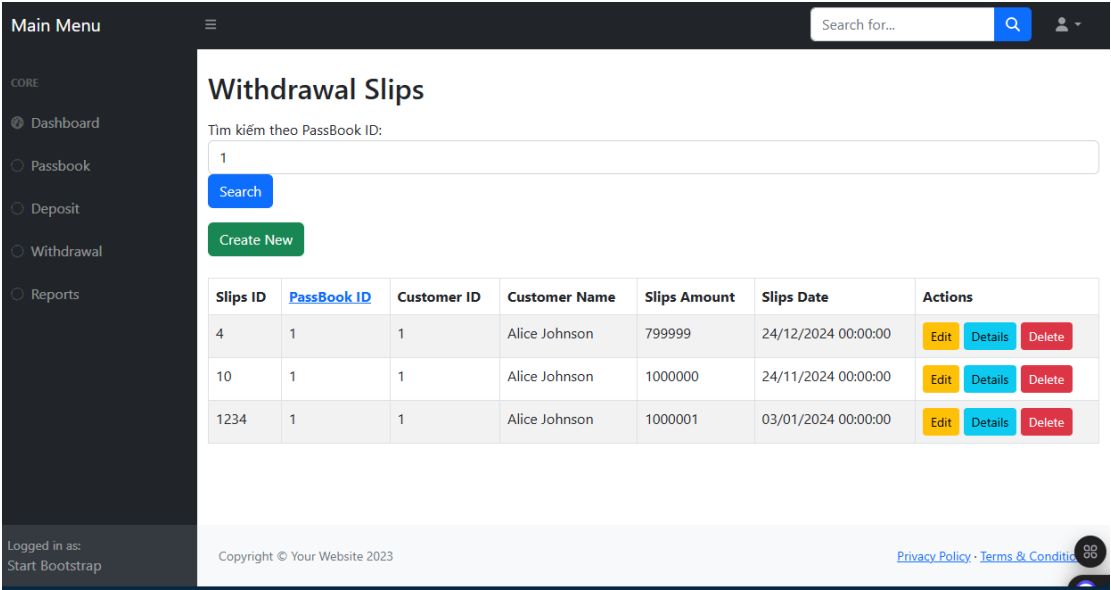 Main Menu
Search for...
CORE
Dashboard
Passbook
Deposit
Withdrawal
Reports
Logged in as:
Start Bootstrap
Withdrawal Slips
Tìm kiếm theo PassBook ID:
1
Search
Create New
Slips ID PassBook ID Customer ID Customer Name Slips Amount Slips Date Actions
4 1 1 Alice Johnson 799999 24/12/2024 00:00:00 Edit Details Delete
10 1 1 Alice Johnson 1000000 24/11/2024 00:00:00 Edit Details Delete
1234 1 1 Alice Johnson 1000001 03/01/2024 00:00:00 Edit Details Delete
Copyright © Your Website 2023
Privacy Policy · Terms &